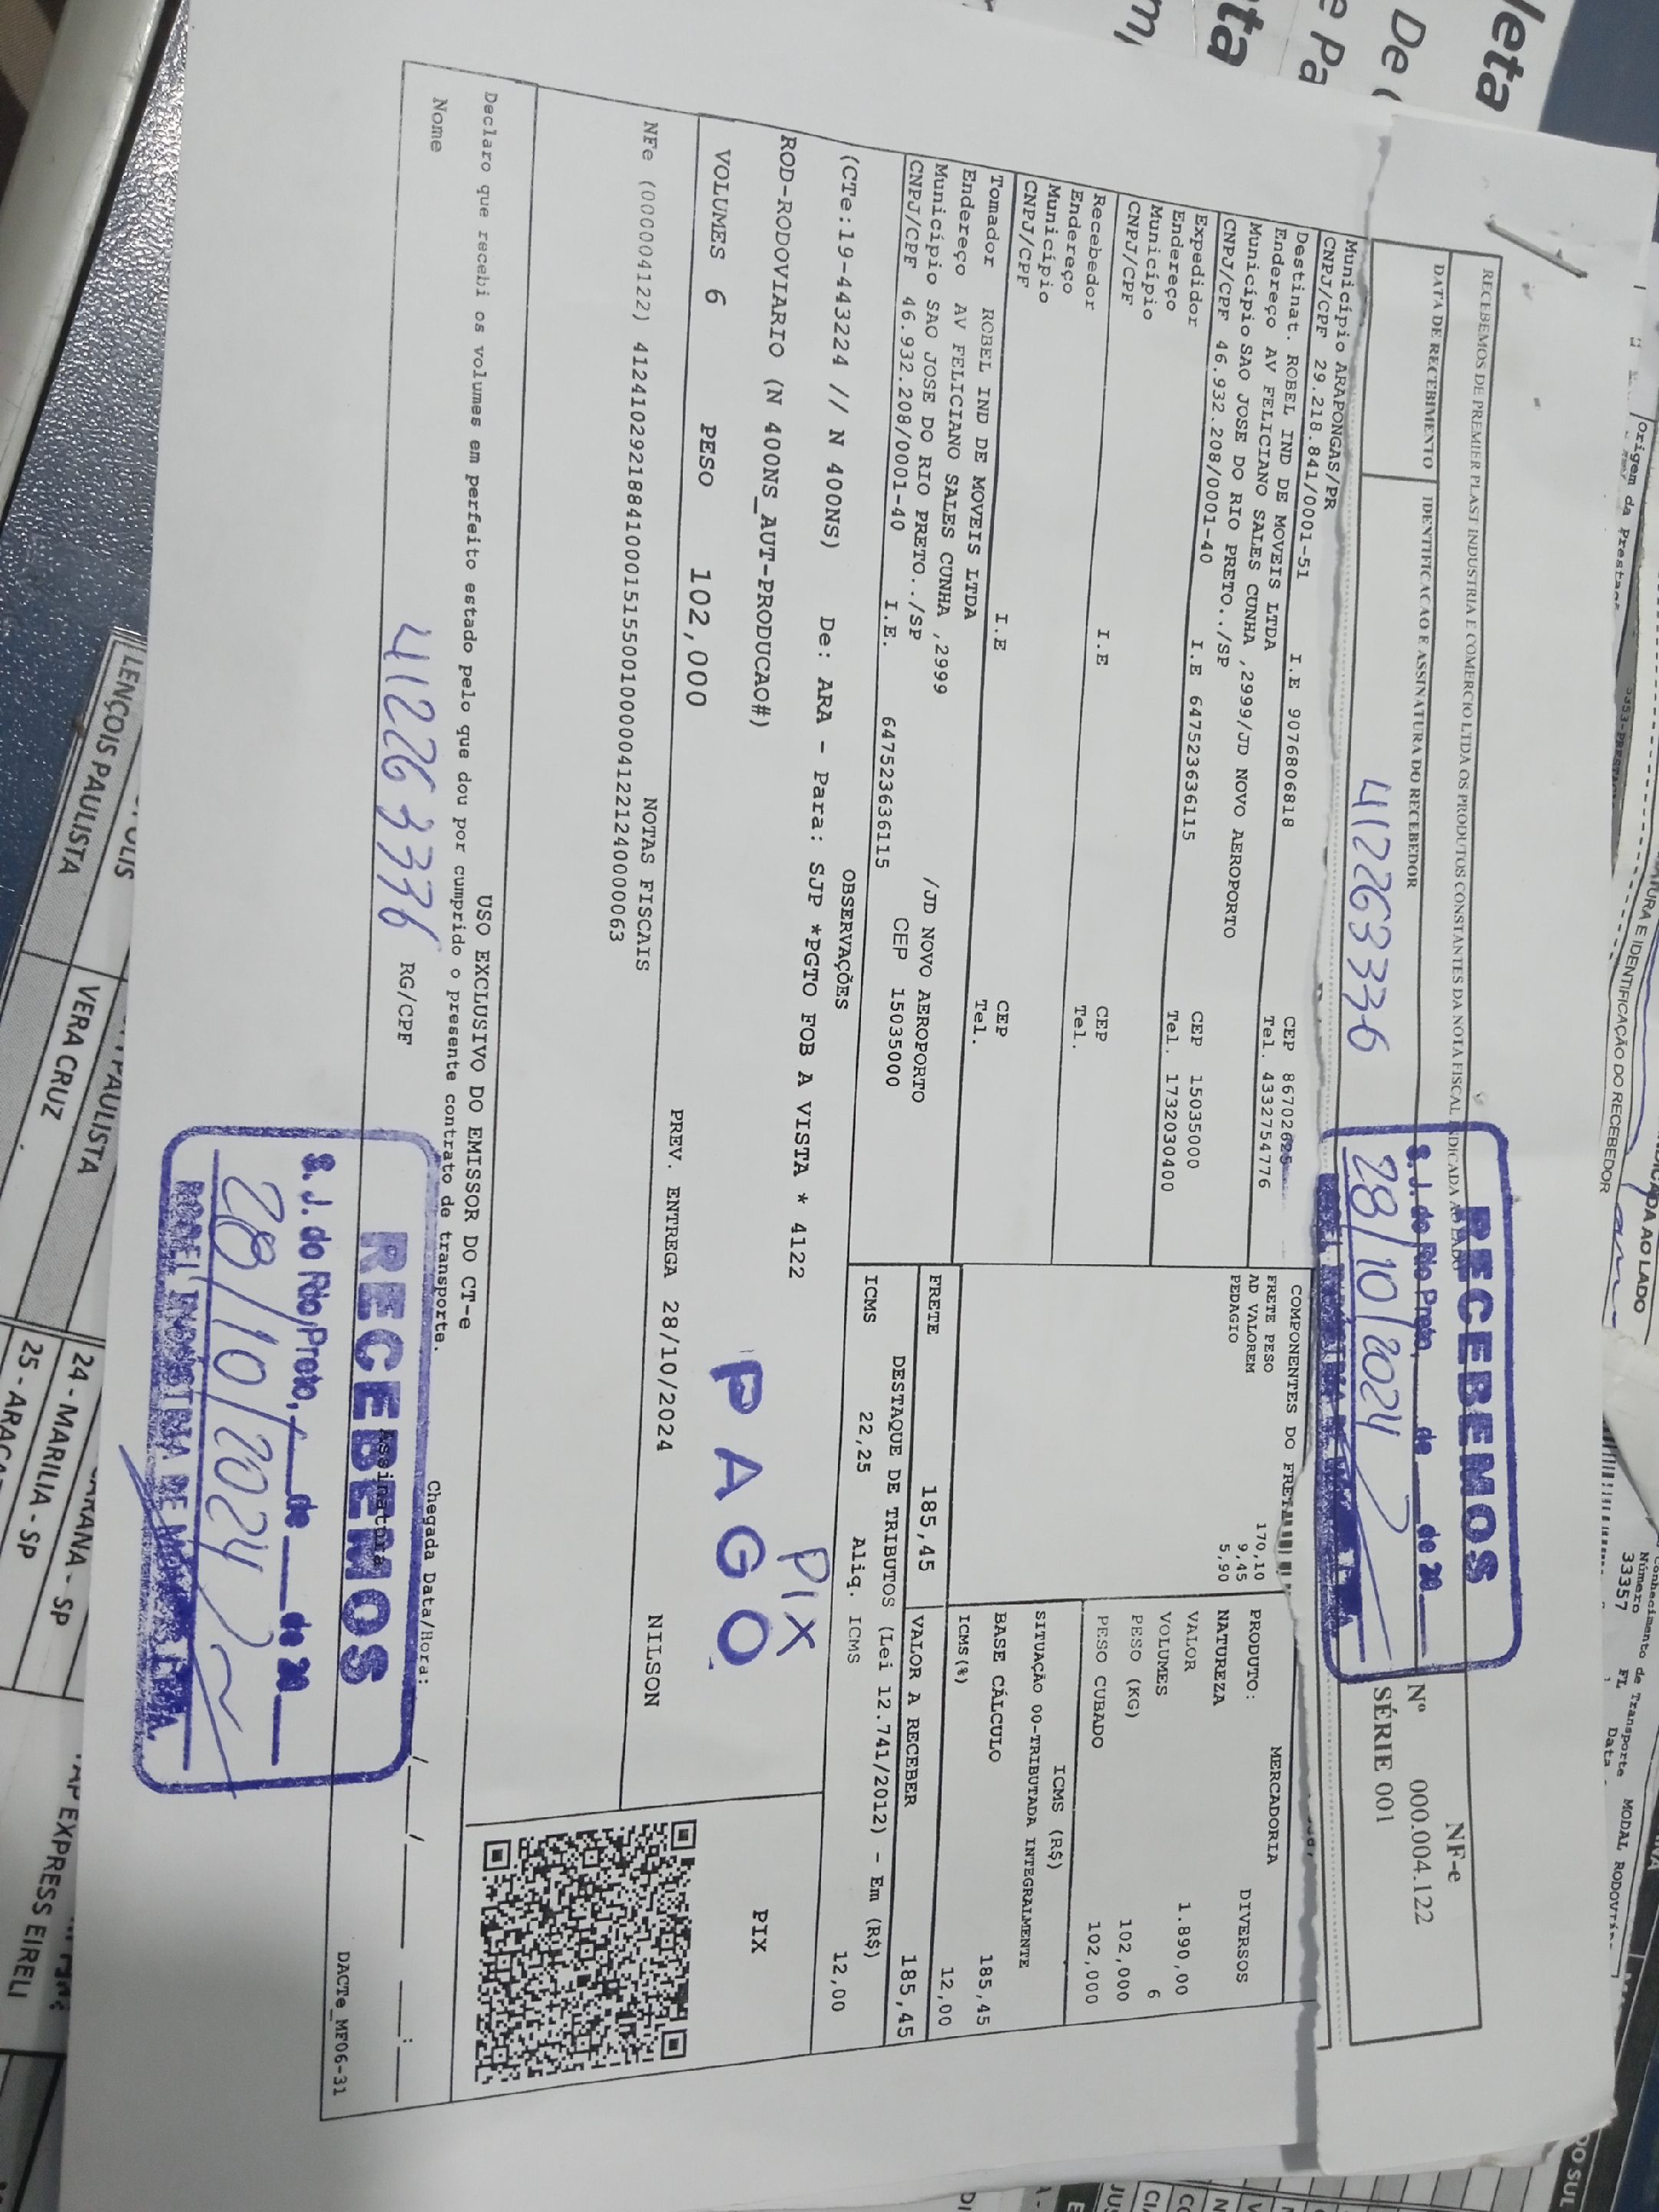 RECEBEMOS DE PREMIER PLAST INDUSTRIA E COMERCIO LTDA OS PRODUTOS CONSTANTES DA NOTA FISCAL INDICADA AO LADO
DATA DE RECEBIMENTO
IDENTIFICACAO E ASSINATURA DO RECEBEDOR
412263336
RECEBEMOS
S. J. do Rio Preto, de de 20
28/10/2024
NF-e
Nº 000.004.122
SÉRIE 001
Município ARAPONGAS/PR
CNPJ/CPF 29.218.841/0001-51 I.E 9076806818
CEP 86702625
Tel. 4332754776
Destinat. ROBEL IND DE MOVEIS LTDA
Endereço AV FELICIANO SALES CUNHA ,2999/JD NOVO AEROPORTO
Município SAO JOSE DO RIO PRETO../SP
CNPJ/CPF 46.932.208/0001-40 I.E 647523636115
CEP 15035000
Tel. 1732030400
Expedidor
Endereço
Município
CNPJ/CPF
I.E
CEP
Tel.
Recebedor
Endereço
Município
CNPJ/CPF
I.E
CEP
Tel.
Tomador ROBEL IND DE MOVEIS LTDA
Endereço AV FELICIANO SALES CUNHA ,2999 /JD NOVO AEROPORTO
Município SAO JOSE DO RIO PRETO../SP CEP 15035000
CNPJ/CPF 46.932.208/0001-40 I.E. 647523636115
COMPONENTES DO FRETE
FRETE PESO 170,10
AD VALOREM 9,45
PEDAGIO 5,90
FRETE 185,45
MERCADORIA
PRODUTO: DIVERSOS
NATUREZA
VALOR 1.890,00
VOLUMES 6
PESO (KG) 102,000
PESO CUBADO 102,000
ICMS (R$)
SITUAÇÃO 00-TRIBUTADA INTEGRALMENTE
BASE CÁLCULO 185,45
ICMS(%) 12,00
VALOR A RECEBER 185,45
DESTAQUE DE TRIBUTOS (Lei 12.741/2012) - Em (R$)
ICMS 22,25 Aliq. ICMS 12,00
OBSERVAÇÕES
(CTe:19-443224 // N 400NS) De: ARA - Para: SJP *PGTO FOB A VISTA * 4122
ROD-RODOVIARIO (N 400NS_AUT-PRODUCAO#)
PIX
PAGO
PIX
VOLUMES 6 PESO 102,000
PREV. ENTREGA 28/10/2024 NILSON
NOTAS FISCAIS
NFe (000004122) 41241029218841000151550010000041221240000063
USO EXCLUSIVO DO EMISSOR DO CT-e
Declaro que recebi os volumes em perfeito estado pelo que dou por cumprido o presente contrato de transporte.
Chegada Data/Hora: / / :
Nome
412263336
RG/CPF
Assinatura
RECEBEMOS
S. J. do Rio Preto, de de 20
28/10/2024
DACTe_MF06-31
LENÇOIS PAULISTA
VERA CRUZ
24 - MARILIA - SP
25 - ARAÇA
PAULISTA
EXPRESS EIRELI